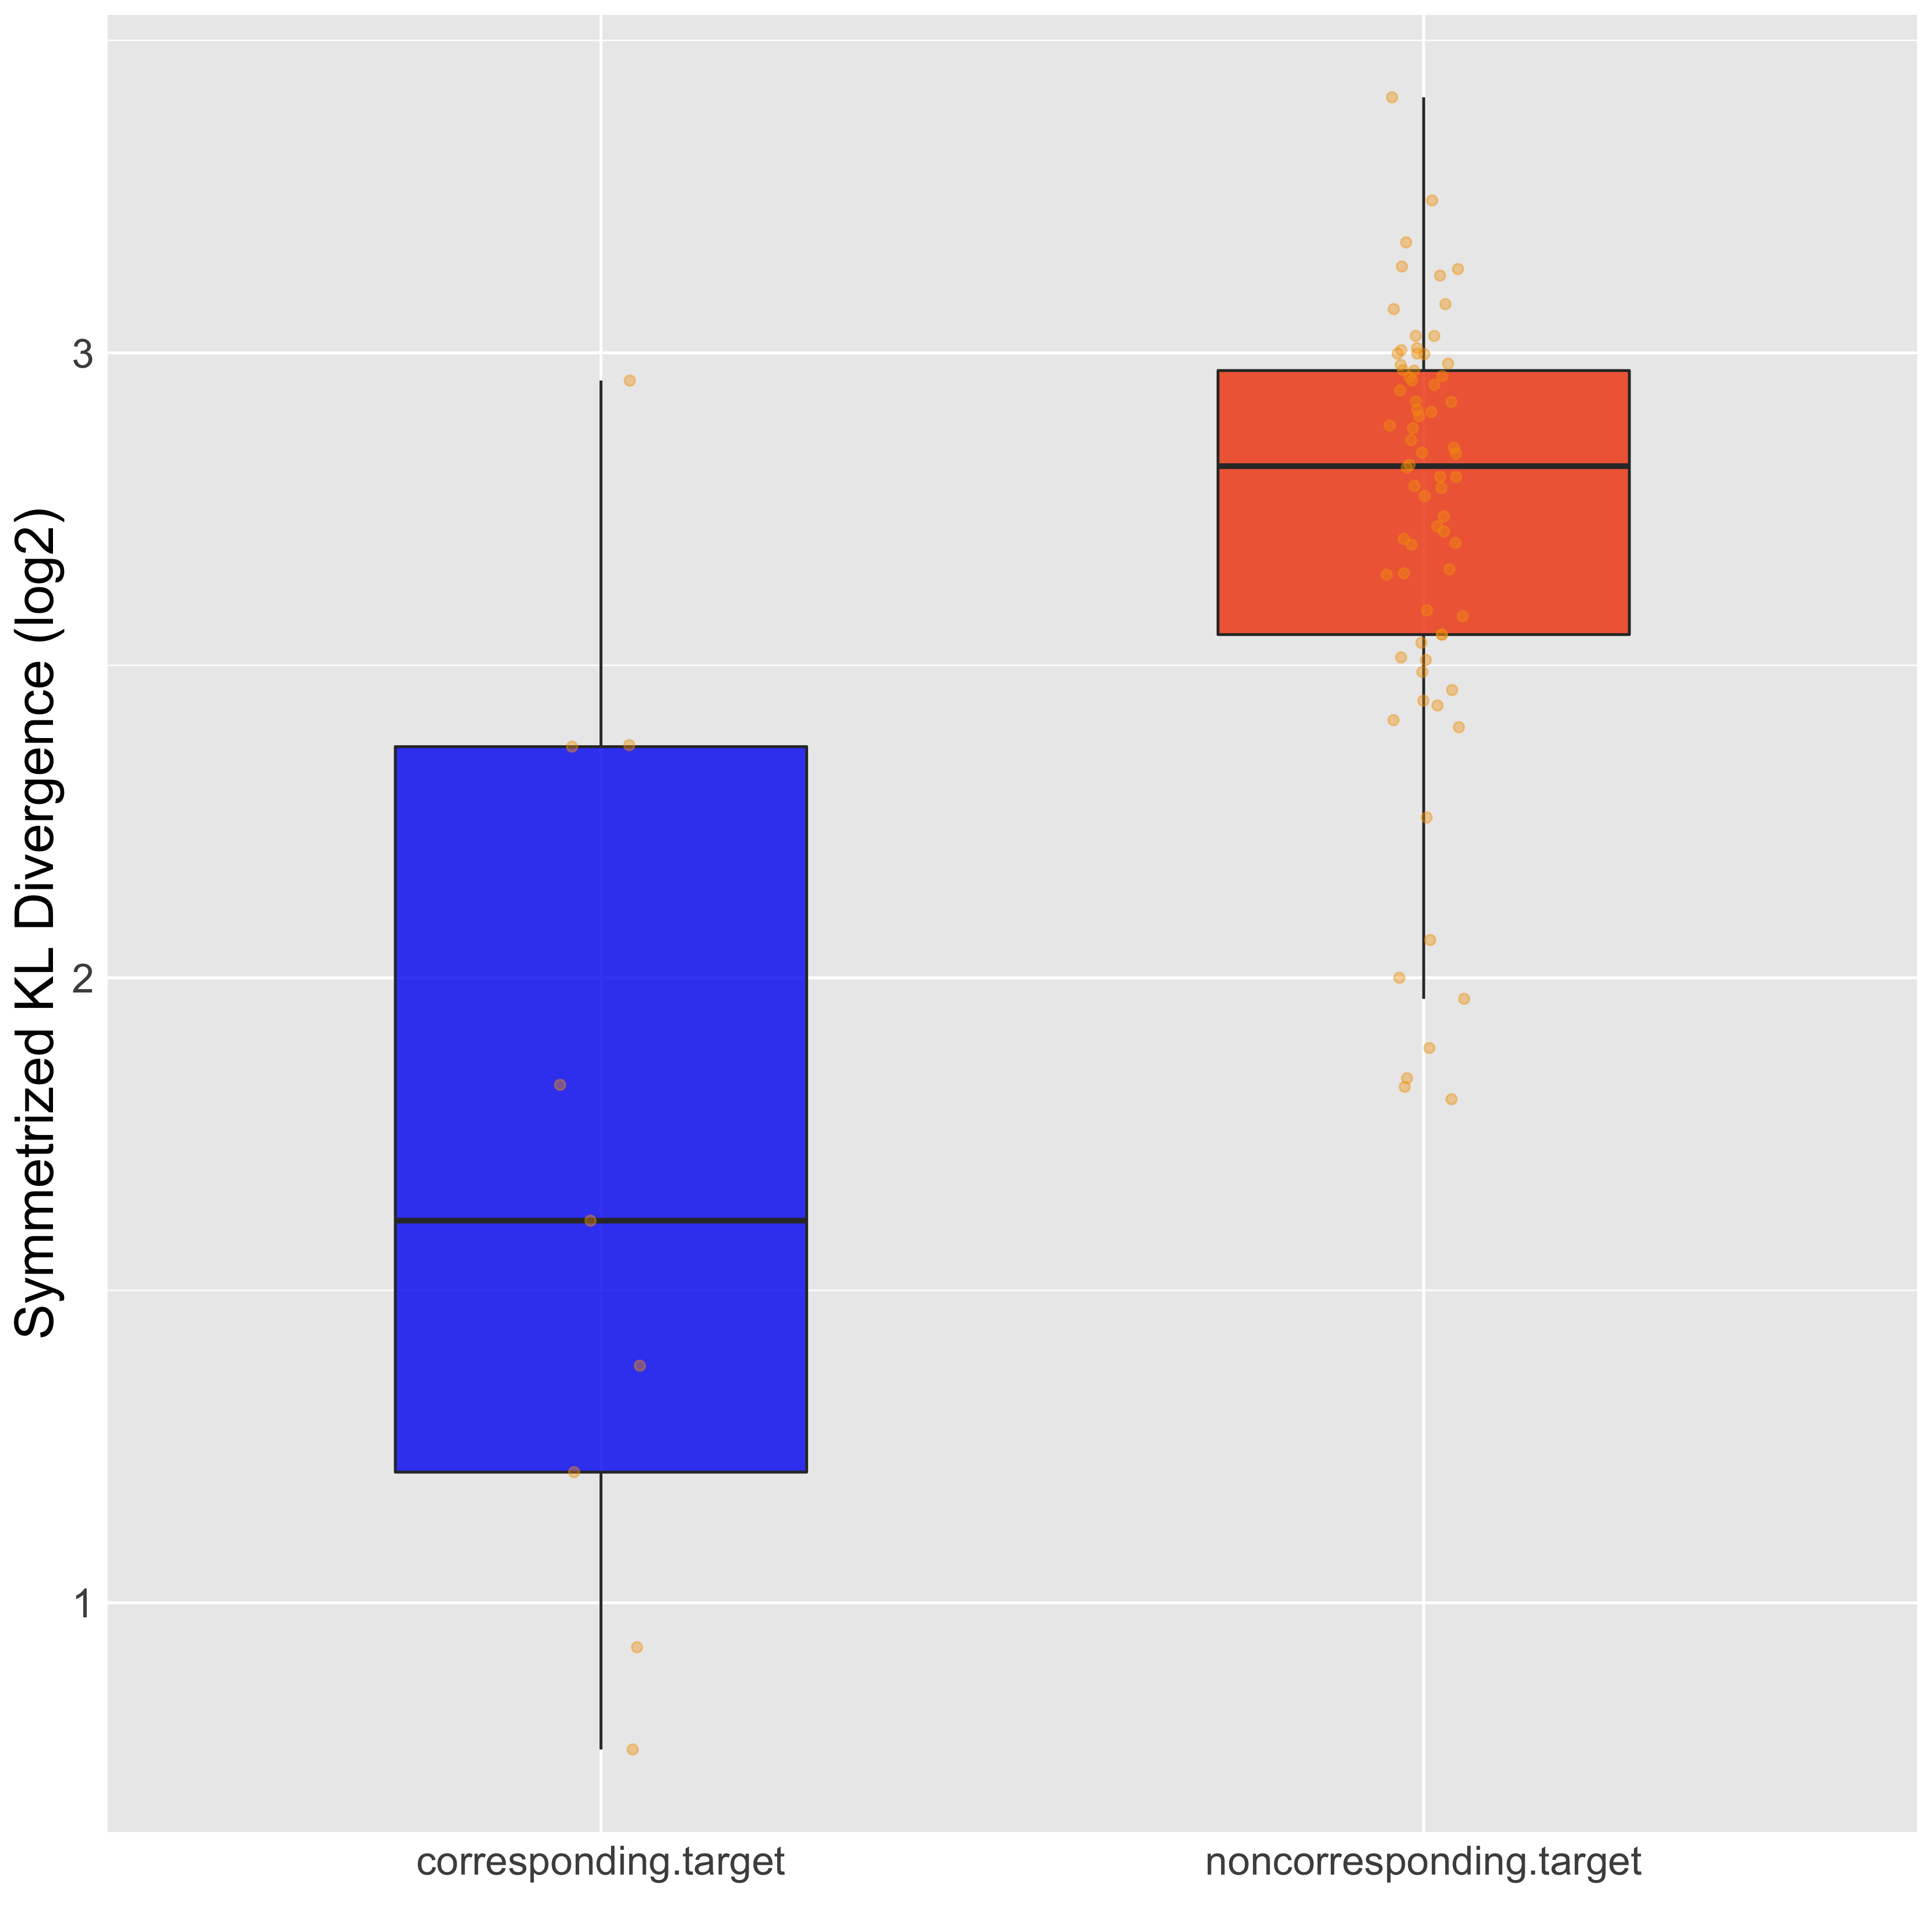 Symmetrized KL Divergence (log2)
3
2
1
corresponding.target
noncorresponding.target